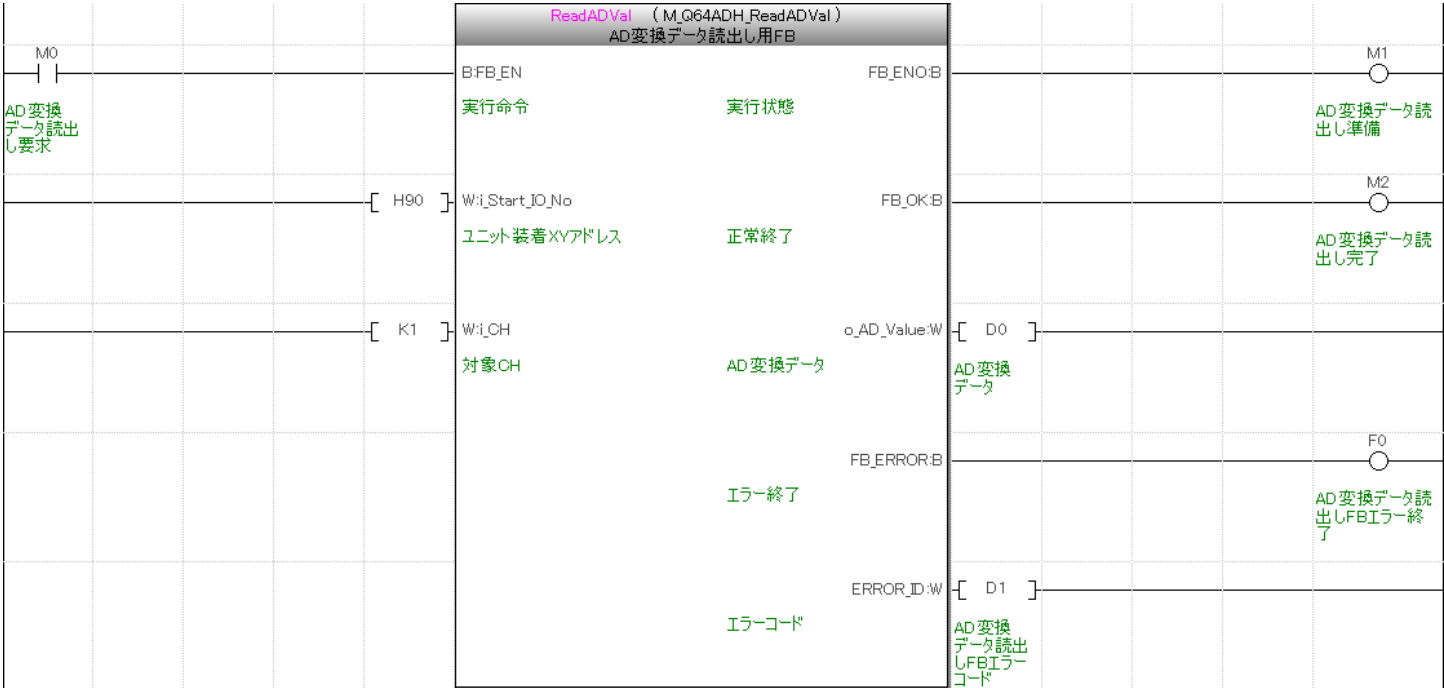 ReadADVal （M_Q64ADH_ReadADVal）
AD変換データ読出し用FB
M0
B:FB_EN
FB_ENO:B
M1
AD変換
データ読出
し要求
実行命令
実行状態
AD変換データ読
出し準備
H90
W:i_Start_IO_No
FB_OK:B
M2
ユニット装着XYアドレス
正常終了
AD変換データ読
出し完了
K1
W:i_CH
o_AD_Value:W
D0
対象CH
AD変換データ
AD変換
データ
FB_ERROR:B
F0
エラー終了
AD変換データ読
出しFBエラー終
了
ERROR_ID:W
D1
エラーコード
AD変換
データ読出
しFBエラー
コード